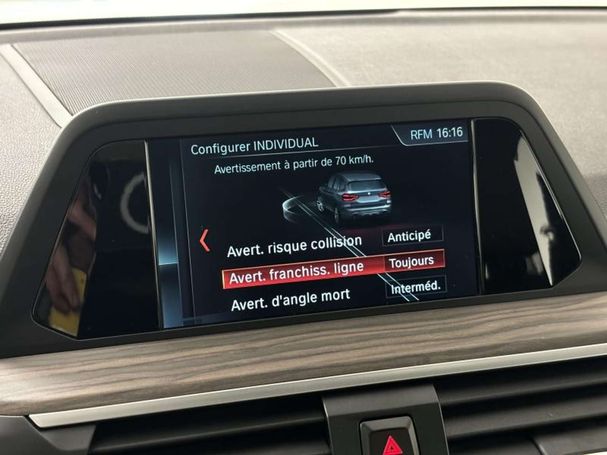 Configurer INDIVIDUAL RFM 16:16
Avertissement à partir de 70 km/h.
Avert. risque collision Anticipé
Avert. franchiss. ligne Toujours
Avert. d'angle mort Interméd.